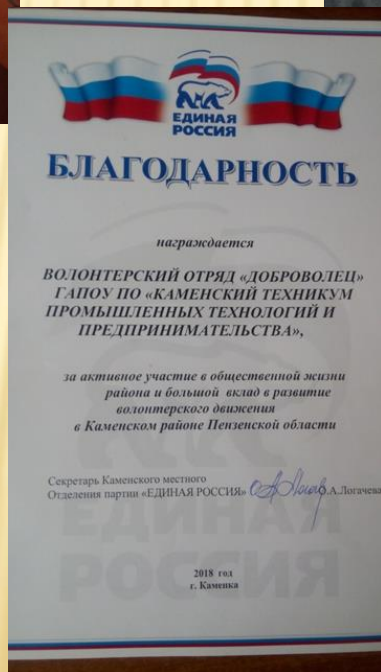 ЕДИНАЯ
РОССИЯ
БЛАГОДАРНОСТЬ
награждается
ВОЛОНТЕРСКИЙ ОТРЯД «ДОБРОВОЛЕЦ»
ГАПОУ ПО «КАМЕНСКИЙ ТЕХНИКУМ
ПРОМЫШЛЕННЫХ ТЕХНОЛОГИЙ И
ПРЕДПРИНИМАТЕЛЬСТВА»,
за активное участие в общественной жизни
района и большой вклад в развитие
волонтерского движения
в Каменском районе Пензенской области
Секретарь Каменского местного
Отделения партии «ЕДИНАЯ РОССИЯ» О.А.Логачева
ЕДИНАЯ
РОССИЯ
2018 год
г. Каменка